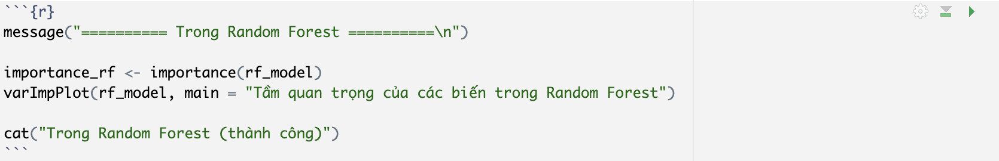 ```{r}
message("========== Trong Random Forest ==========\n")
importance_rf <- importance(rf_model)
varImpPlot(rf_model, main = "Tầm quan trọng của các biến trong Random Forest")
cat("Trong Random Forest (thành công)")
```